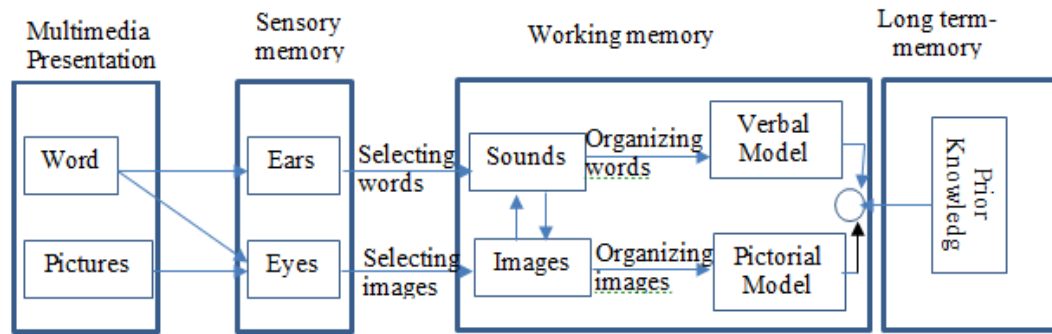 Multimedia
Presentation
Sensory
memory
Working memory
Long term-
memory
Word
Pictures
Ears
Eyes
Selecting
words
Selecting
images
Sounds
Images
Organizing
words
Organizing
images
Verbal
Model
Pictorial
Model
Prior
Knowledg